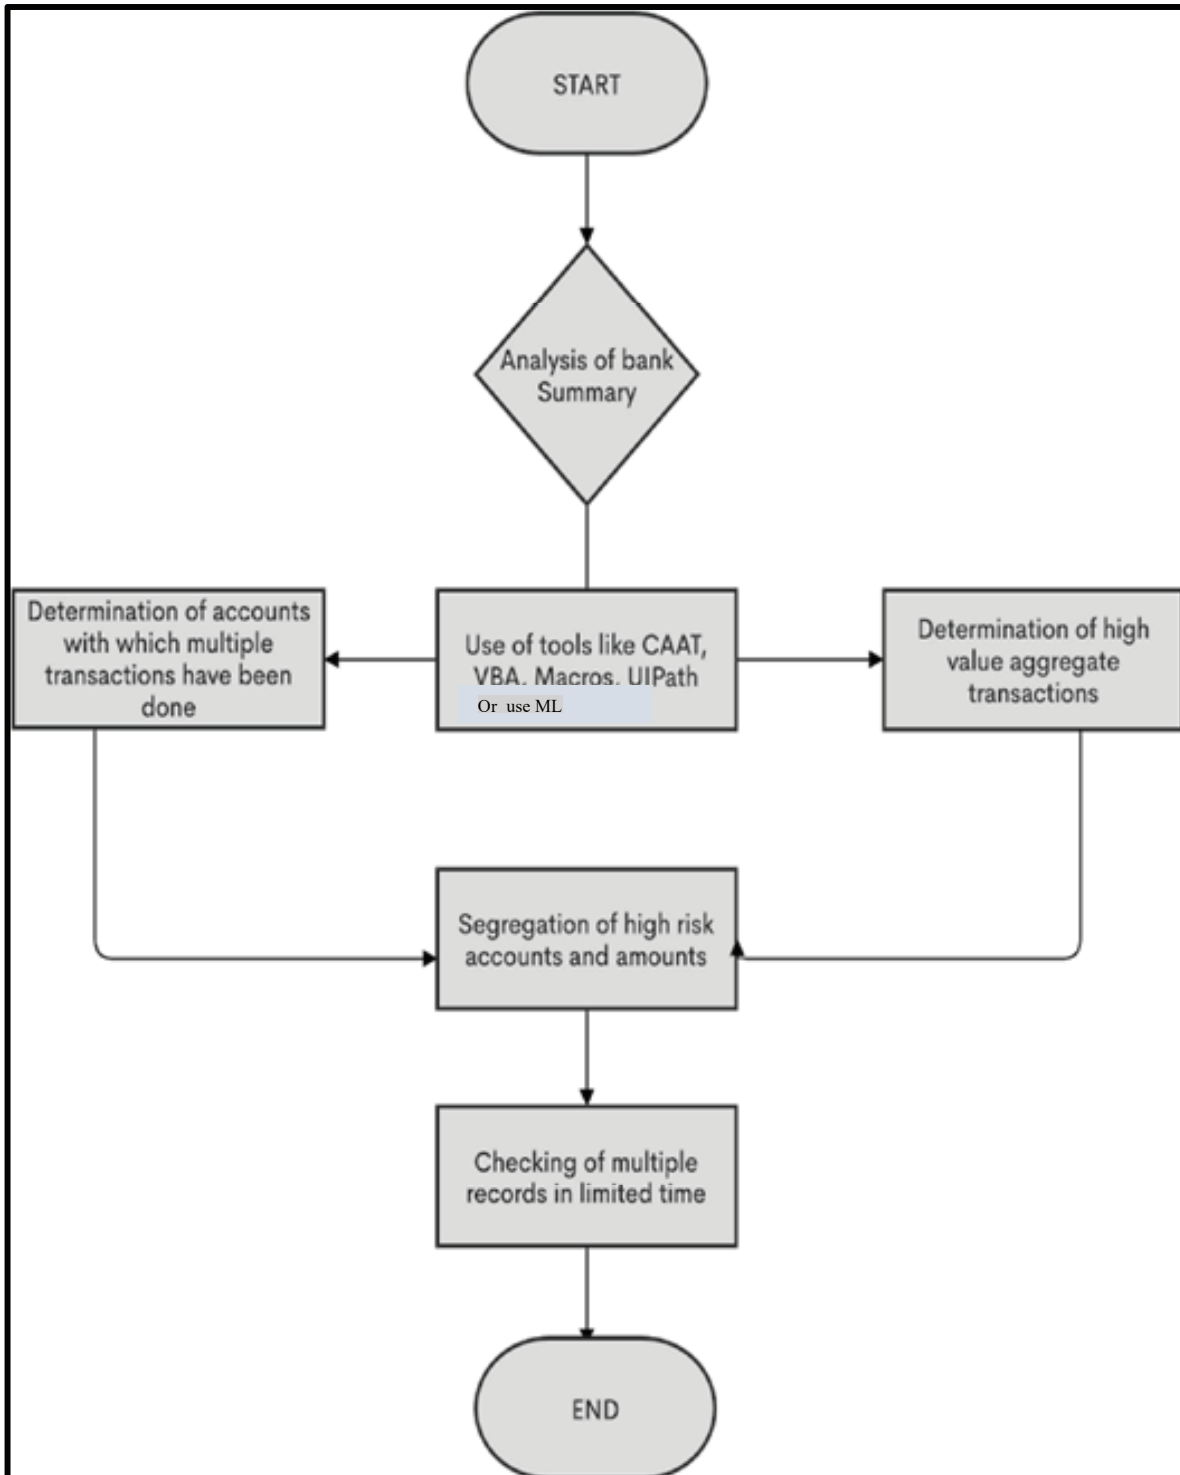 START
Analysis of bank
Summary
Determination of accounts
with which multiple
transactions have been
done
Use of tools like CAAT,
VBA, Macros, UIPath
Or use ML
Determination of high
value aggregate
transactions
Segregation of high risk
accounts and amounts
Checking of multiple
records in limited time
END